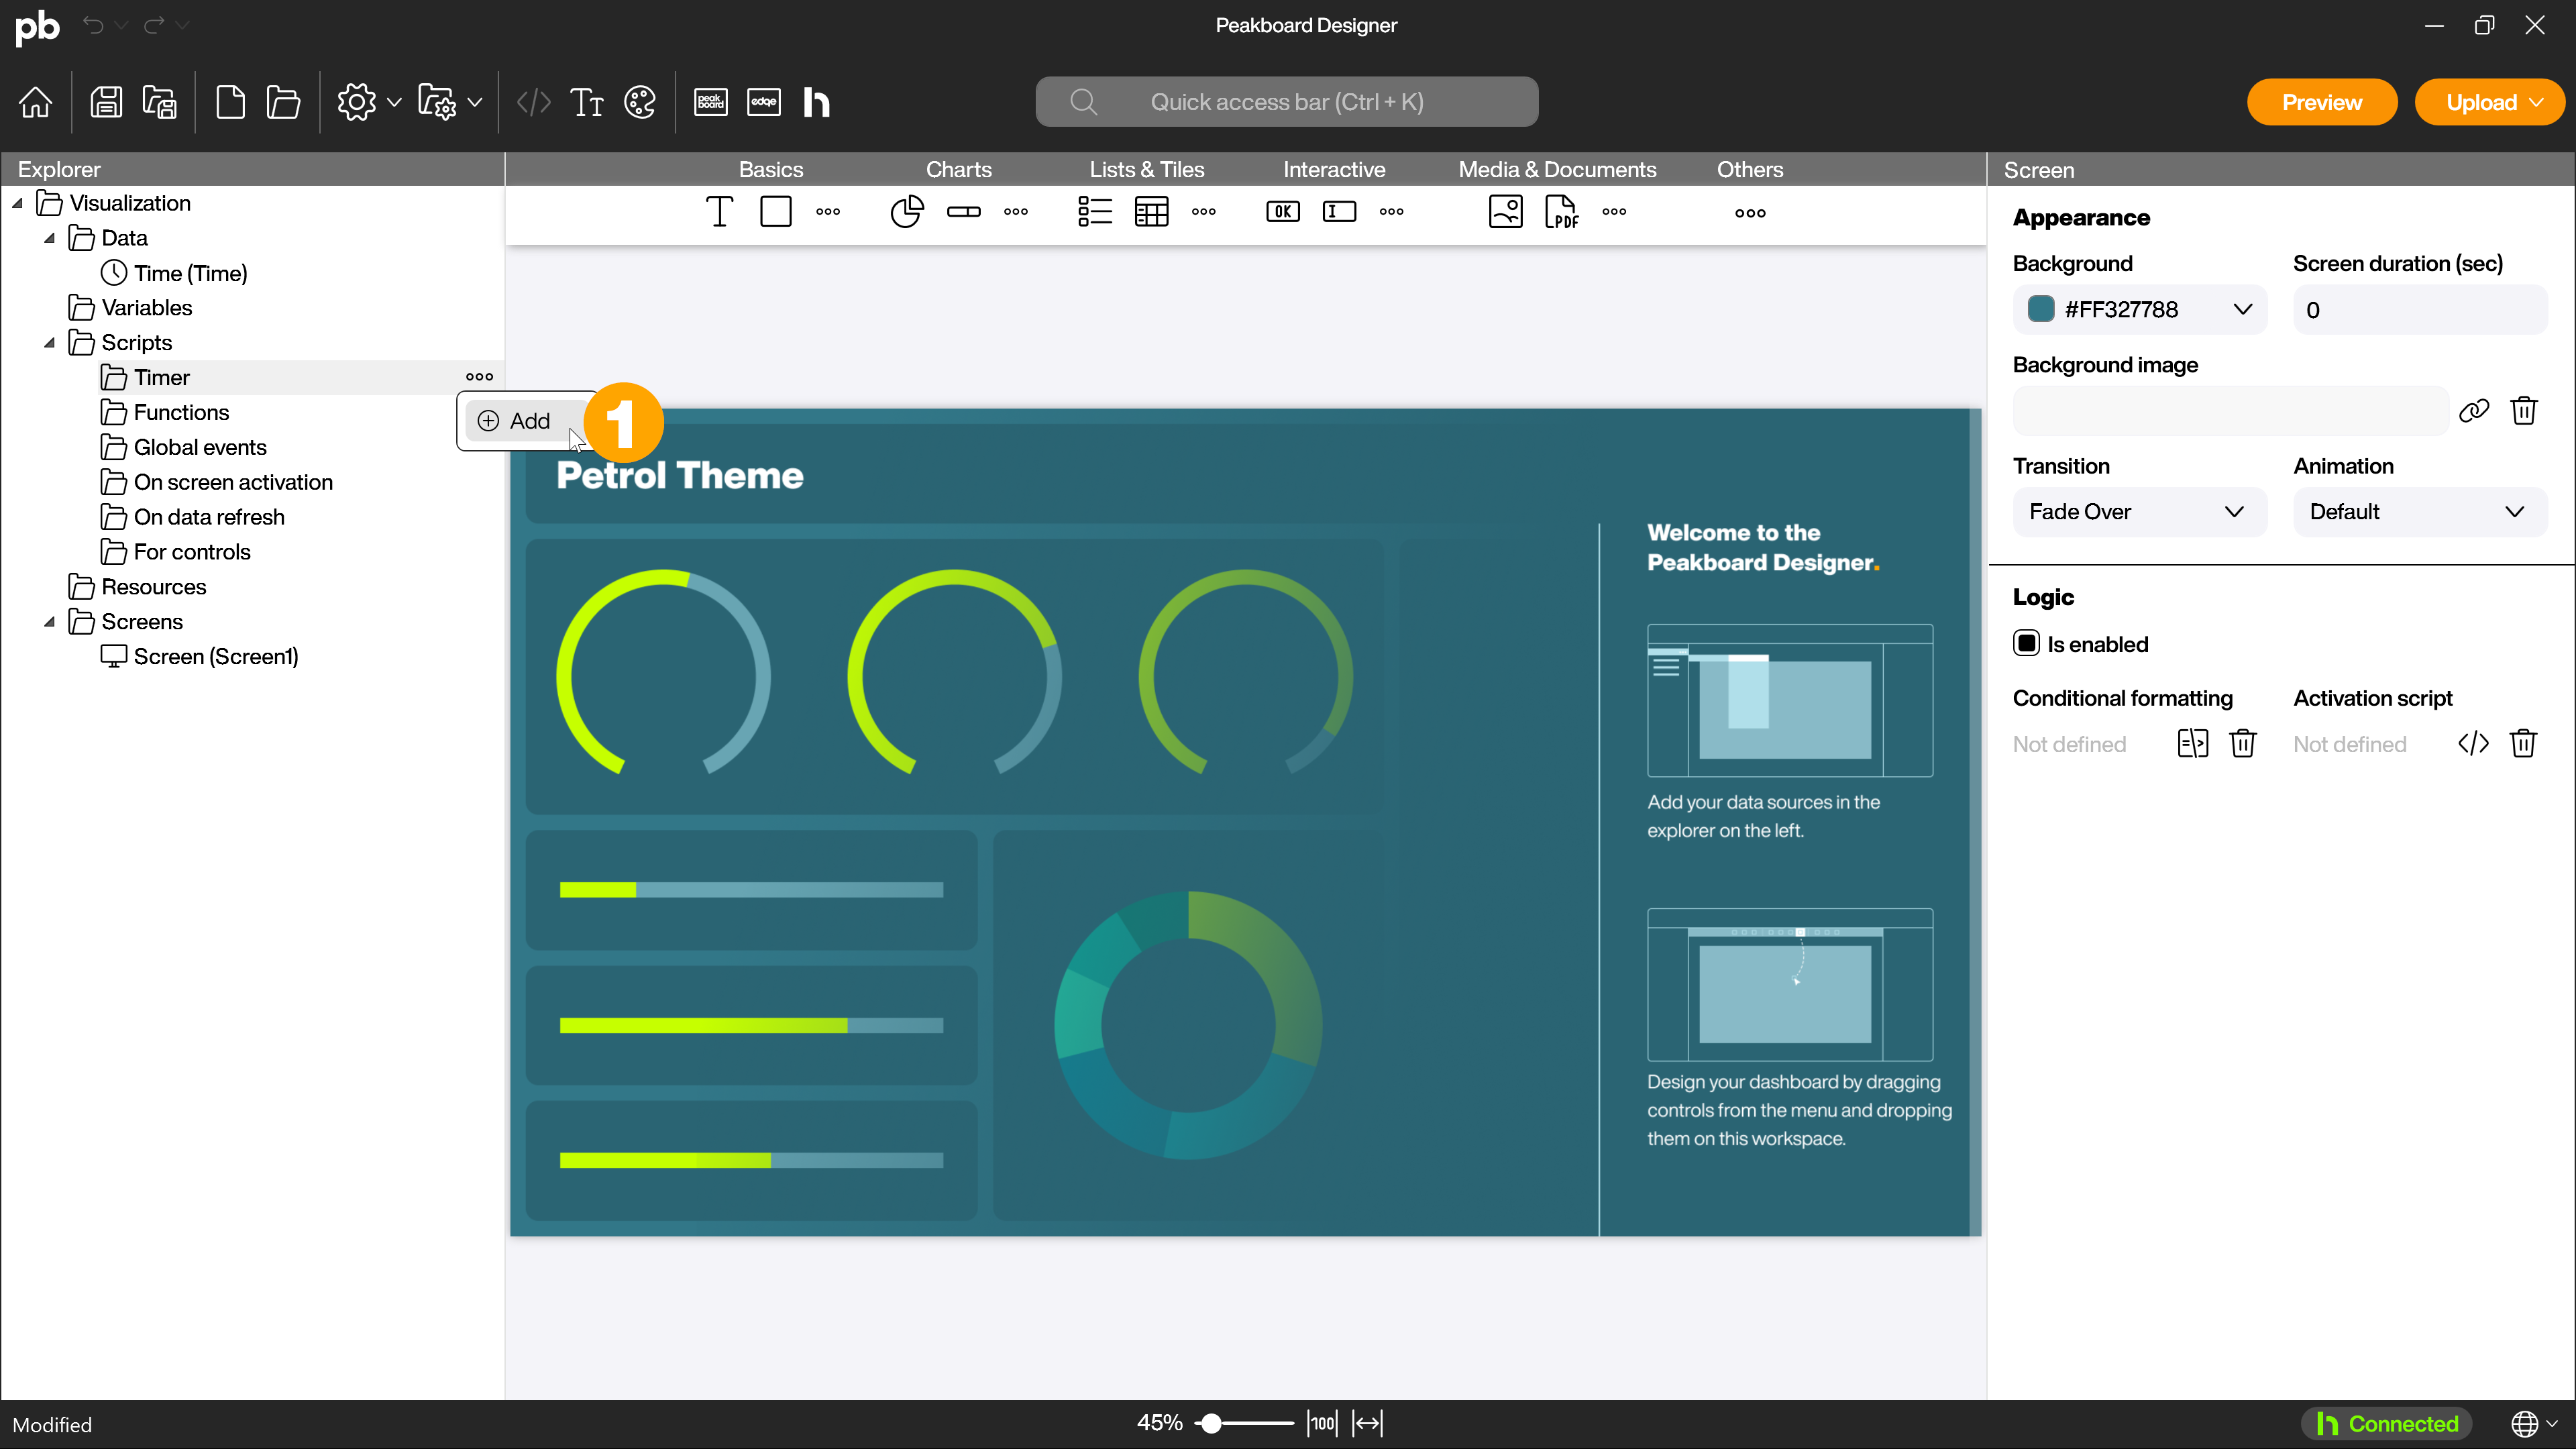 pb
Peakboard Designer
peak board
edge
h
Quick access bar (Ctrl + K)
Preview
Upload
Explorer
Basics
Charts
Lists & Tiles
Interactive
Media & Documents
Others
Screen
OK
PDF
Visualization
Data
Time (Time)
Variables
Scripts
Timer
Functions
Global events
On screen activation
On data refresh
For controls
Resources
Screens
Screen (Screen1)
Add
1
Petrol Theme
Welcome to the
Peakboard Designer.
Add your data sources in the
explorer on the left.
Design your dashboard by dragging
controls from the menu and dropping
them on this workspace.
Appearance
Background
Screen duration (sec)
#FF327788
0
Background image
Transition
Animation
Fade Over
Default
Logic
Is enabled
Conditional formatting
Activation script
Not defined
Not defined
Modified
45%
100
h Connected